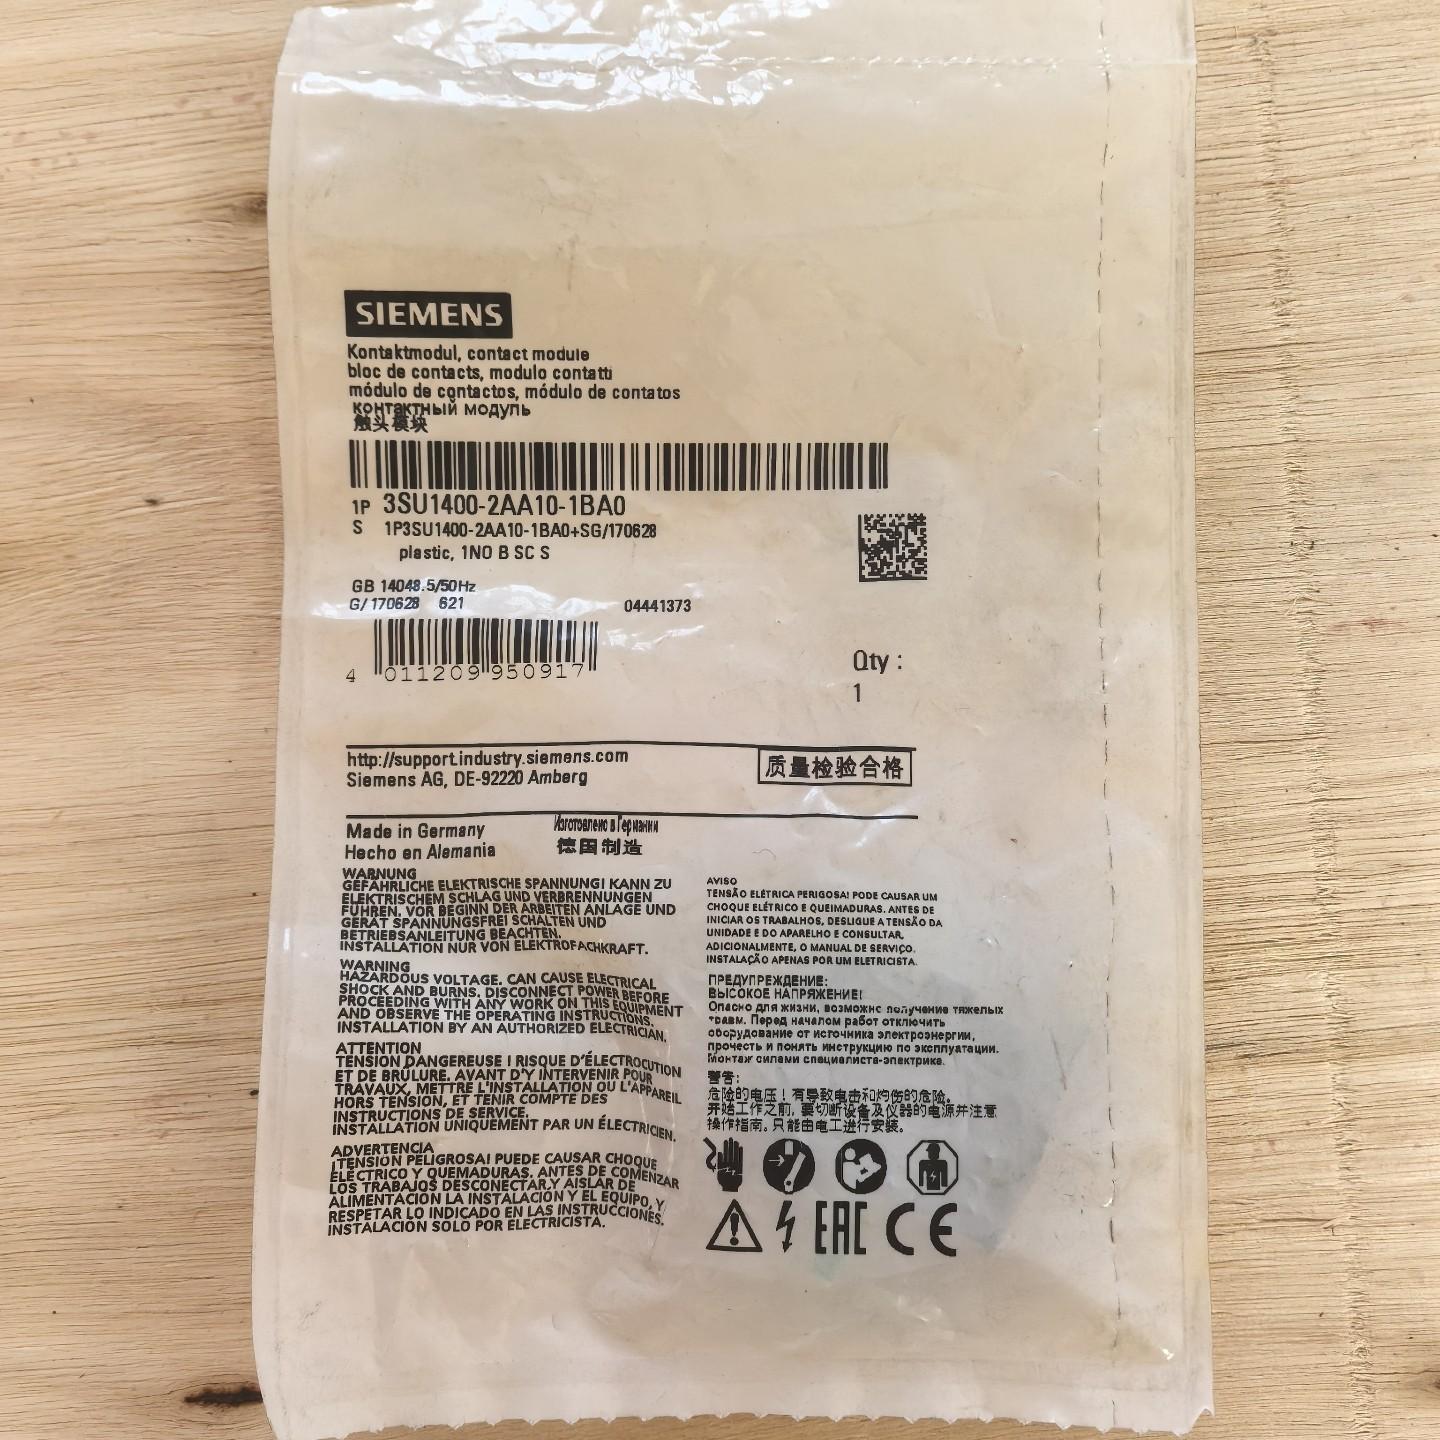 SIEMENS
Kontaktmodul, contact module
bloc de contacts, modulo contatti
módulo de contactos, módulo de contatos
контактный модуль
触头模块
1P 3SU1400-2AA10-1BA0
S 1P3SU1400-2AA10-1BA0+SG/170628
plastic, 1NO B SC S
GB 14048.5/50Hz
G/ 170628 621 04441373
4 011209 950917
Qty :
1
http://support.industry.siemens.com
Siemens AG, DE-92220 Amberg
质量检验合格
Made in Germany
Hecho en Alemania
Изготовлено в Германии
德国制造
WARNUNG
GEFÄHRLICHE ELEKTRISCHE SPANNUNG! KANN ZU
ELEKTRISCHEM SCHLAG UND VERBRENNUNGEN
FÜHREN. VOR BEGINN DER ARBEITEN ANLAGE UND
GERÄT SPANNUNGSFREI SCHALTEN UND
BETRIEBSANLEITUNG BEACHTEN.
INSTALLATION NUR VON ELEKTROFACHKRAFT.
WARNING
HAZARDOUS VOLTAGE. CAN CAUSE ELECTRICAL
SHOCK AND BURNS. DISCONNECT POWER BEFORE
PROCEEDING WITH ANY WORK ON THIS EQUIPMENT
AND OBSERVE THE OPERATING INSTRUCTIONS.
INSTALLATION BY AN AUTHORIZED ELECTRICIAN.
ATTENTION
TENSION DANGEREUSE ! RISQUE D'ÉLECTROCUTION
ET DE BRÛLURE. AVANT D'Y INTERVENIR POUR
TRAVAUX, METTRE L'INSTALLATION OU L'APPAREIL
HORS TENSION, ET TENIR COMPTE DES
INSTRUCTIONS DE SERVICE.
INSTALLATION UNIQUEMENT PAR UN ÉLECTRICIEN.
ADVERTENCIA
¡TENSIÓN PELIGROSA! PUEDE CAUSAR CHOQUE
ELÉCTRICO Y QUEMADURAS. ANTES DE COMENZAR
LOS TRABAJOS DESCONECTAR,Y AISLAR DE
ALIMENTACIÓN LA INSTALACIÓN Y EL EQUIPO, Y
RESPETAR LO INDICADO EN LAS INSTRUCCIONES.
INSTALACIÓN SOLO POR ELECTRICISTA.
AVISO
TENSÃO ELÉTRICA PERIGOSA! PODE CAUSAR UM
CHOQUE ELÉTRICO E QUEIMADURAS. ANTES DE
INICIAR OS TRABALHOS, DESLIGUE A TENSÃO DA
UNIDADE E DO APARELHO E CONSULTAR,
ADICIONALMENTE, O MANUAL DE SERVIÇO.
INSTALAÇÃO APENAS POR UM ELETRICISTA.
ПРЕДУПРЕЖДЕНИЕ:
ВЫСОКОЕ НАПРЯЖЕНИЕ!
Опасно для жизни, возможно получение тяжелых
травм. Перед началом работ отключить
оборудование от источника электроэнергии,
прочесть и понять инструкцию по эксплуатации.
Монтаж силами специалиста-электрика.
警告:
危险的电压！有导致电击和灼伤的危险。
开始工作之前, 要切断设备及仪器的电源并注意
操作指南。只能由电工进行安装。
EAC CE